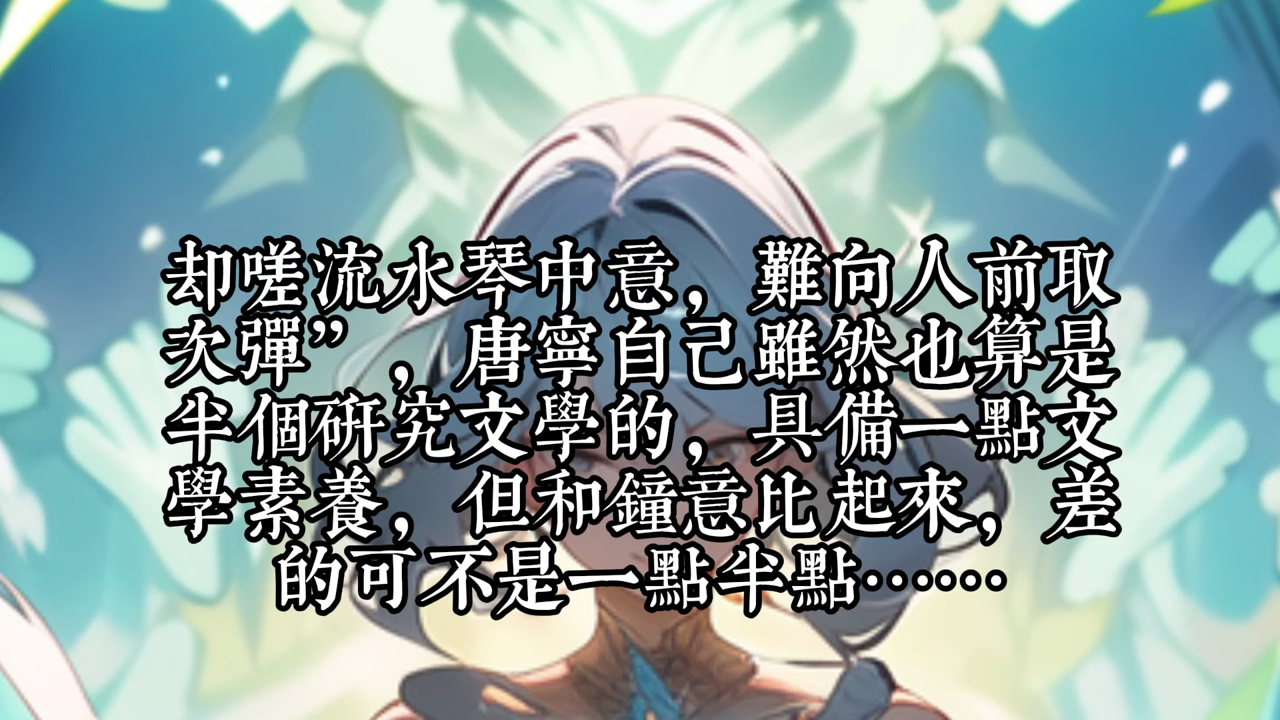 却嗟流水琴中意，難向人前取
次彈”，唐寧自己雖然也算是
半個研究文學的，具備一點文
學素養，但和鐘意比起來，差
的可不是一點半點……